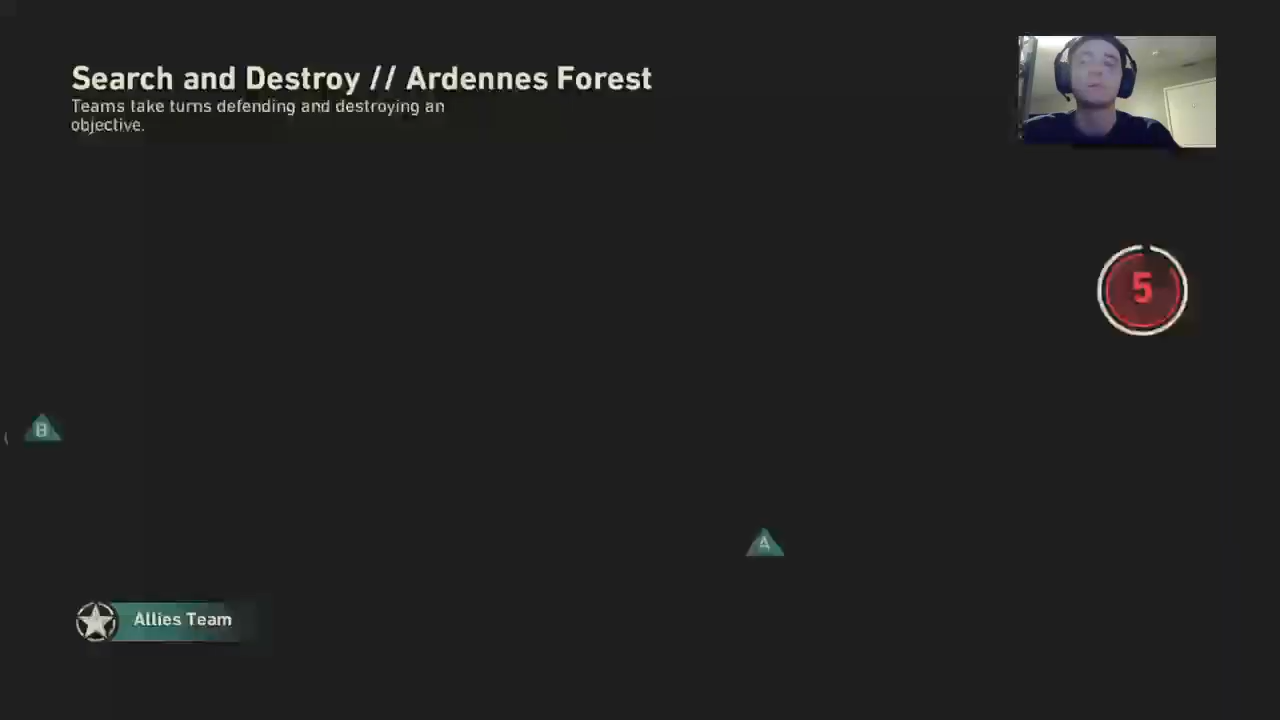 Search and Destroy // Ardennes Forest
Teams take turns defending and destroying an
objective.
5
B
A
Allies Team